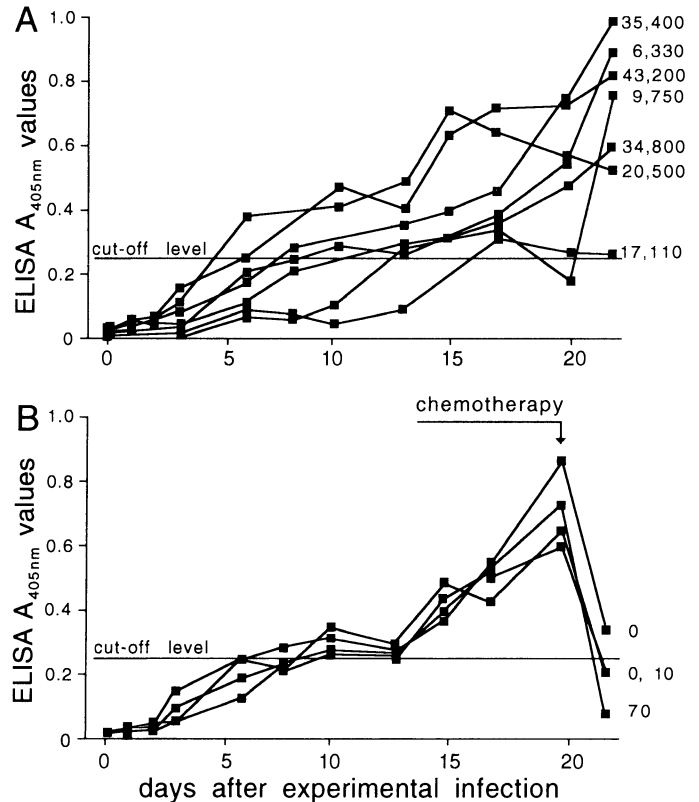 A
1.0
0.8
0.6
0.4
0.2
0
ELISA A405nm values
cut-off level
35,400
6,330
43,200
9,750
34,800
20,500
17,110
0 5 10 15 20
B
chemotherapy
1.0
0.8
0.6
0.4
0.2
0
ELISA A405nm values
cut-off level
0
0, 10
70
0 5 10 15 20
days after experimental infection